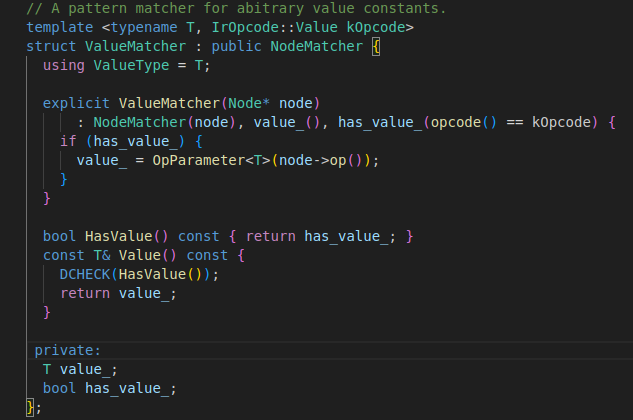 // A pattern matcher for abitrary value constants.
template <typename T, IrOpcode::Value kOpcode>
struct ValueMatcher : public NodeMatcher {
  using ValueType = T;

  explicit ValueMatcher(Node* node)
      : NodeMatcher(node), value_(), has_value_(opcode() == kOpcode) {
    if (has_value_) {
      value_ = OpParameter<T>(node->op());
    }
  }

  bool HasValue() const { return has_value_; }
  const T& Value() const {
    DCHECK(HasValue());
    return value_;
  }

 private:
  T value_;
  bool has_value_;
};